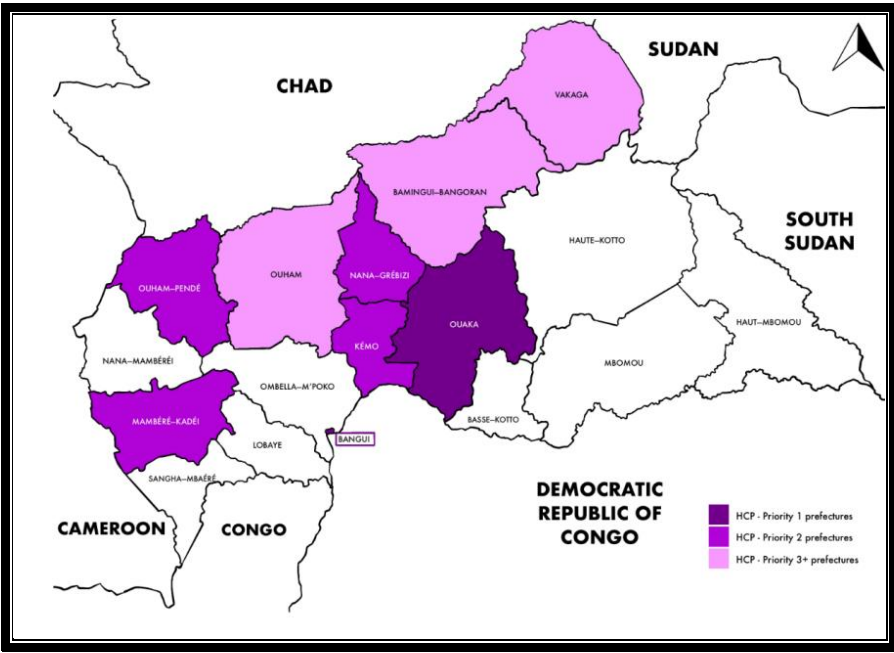 SUDAN
CHAD
VAKAGA
BAMINGUI–BANGORAN
SOUTH
SUDAN
HAUTE–KOTTO
OUHAM
NANA–GRÉBIZI
OUHAM–PENDÉ
OUAKA
HAUT–MBOMOU
KÉMO
NANA–MAMBÉRÉI
MBOMOU
OMBELLA–M'POKO
BASSE–KOTTO
MAMBÉRÉ–KADÉI
BANGUI
LOBAYE
SANGHA–MBAÉRÉ
DEMOCRATIC
REPUBLIC OF
CONGO
CAMEROON
CONGO
HCP - Priority 1 prefectures
HCP - Priority 2 prefectures
HCP - Priority 3+ prefectures